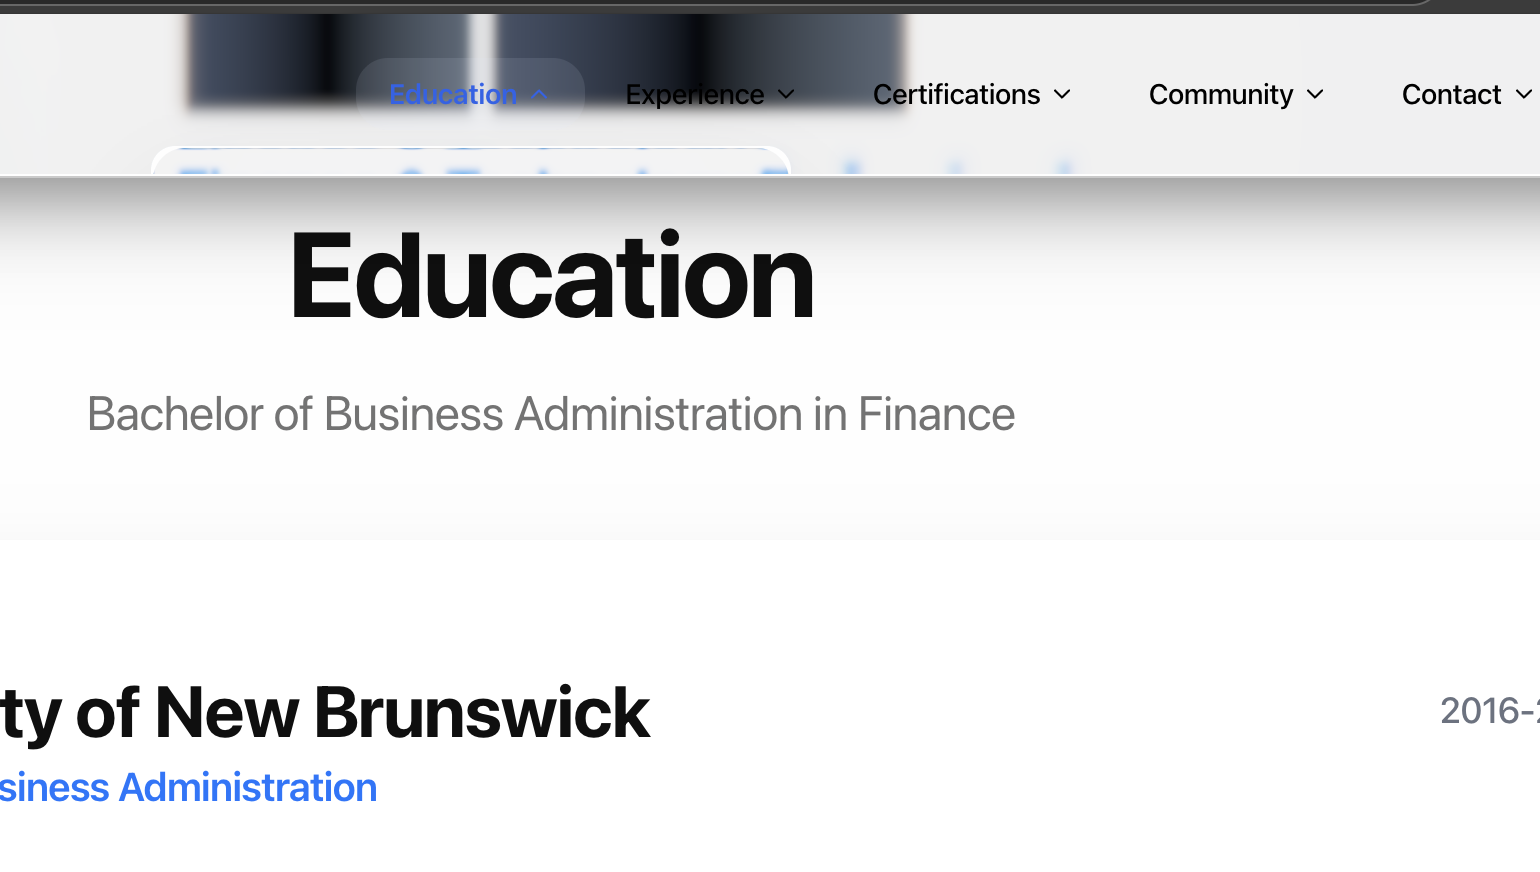 Education Experience Certifications Community Contact
Education
Bachelor of Business Administration in Finance
ty of New Brunswick
2016-
siness Administration